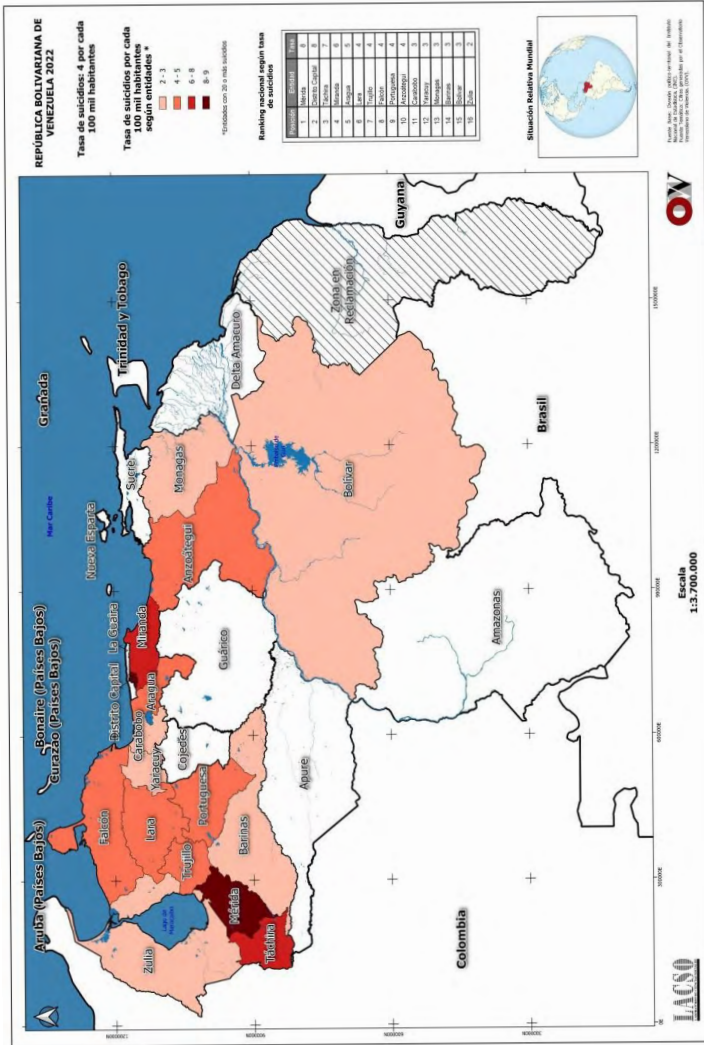 REPÚBLICA BOLIVARIANA DE
VENEZUELA 2022
Tasa de suicidios: 4 por cada
100 mil habitantes
Tasa de suicidios por cada
100 mil habitantes
según entidades *
2 - 3
4 - 5
6 - 8
8- 9
*Entidades con 20 o más suicidios
Ranking nacional según tasa
de suicidios
Posición Entidad Tasa
1 Mérida 8
2 Distrito Capital 8
3 Táchira 7
4 Miranda 6
5 Aragua 5
6 Lara 4
7 Trujillo 4
8 Falcón 4
9 Portuguesa 4
10 Anzoátegui 4
11 Carabobo 3
12 Yaracuy 3
13 Monagas 3
14 Barinas 3
15 Bolívar 3
16 Zulia 2
Situación Relativa Mundial
Aruba (Países Bajos)
Bonaire (Países Bajos)
Curazao (Países Bajos)
Granada
Mar Caribe
Nueva Esparta
Trinidad y Tobago
Distrito Capital
La Guaira
Falcón
Carabobo
Miranda
Sucre
Yaracuy
Aragua
Lara
Zulia
Lago de
Maracaibo
Trujillo
Portuguesa
Cojedes
Guárico
Anzoátegui
Monagas
Delta Amacuro
Mérida
Barinas
Táchira
Apure
Bolívar
Amazonas
Zona en
Reclamación
Guyana
Colombia
Brasil
Escala
1:3.700.000
LACSO
OVV